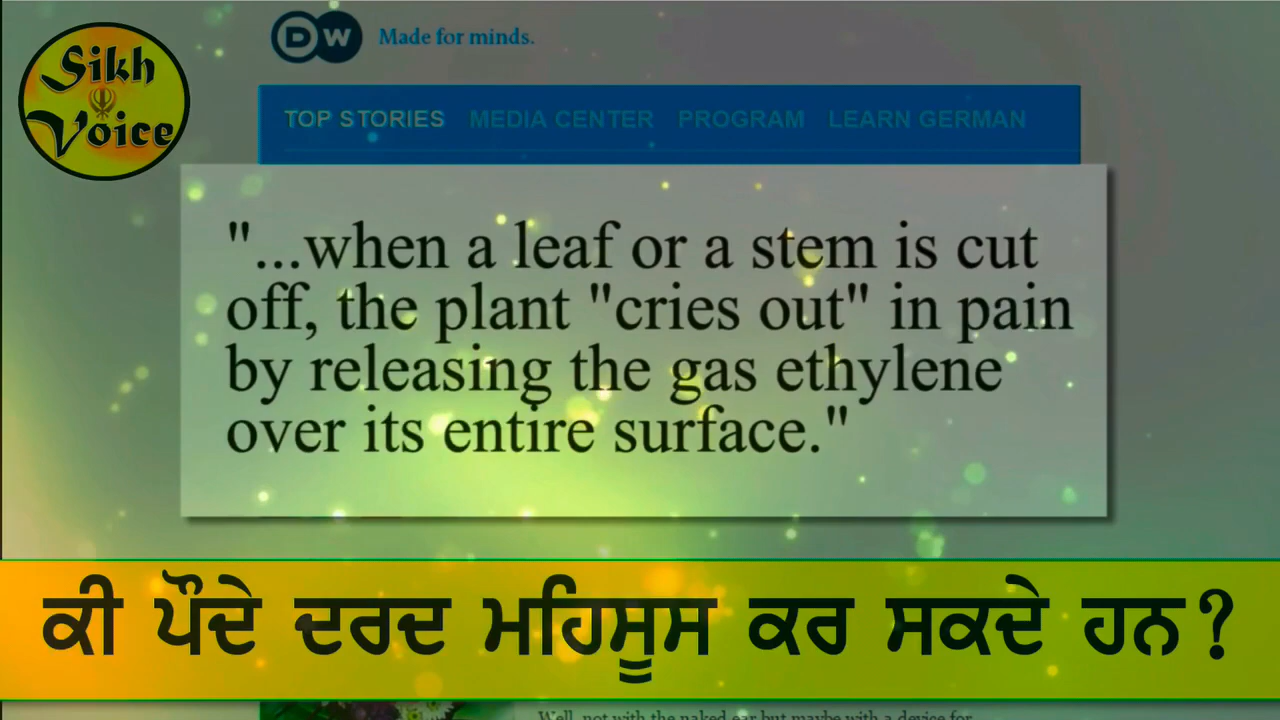 Sikh
Voice
DW
Made for minds.
TOP STORIES MEDIA CENTER PROGRAM LEARN GERMAN
"...when a leaf or a stem is cut
off, the plant "cries out" in pain
by releasing the gas ethylene
over its entire surface."
ਕੀ ਪੌਦੇ ਦਰਦ ਮਹਿਸੂਸ ਕਰ ਸਕਦੇ ਹਨ?
Well, not with the naked ear but maybe with a device for